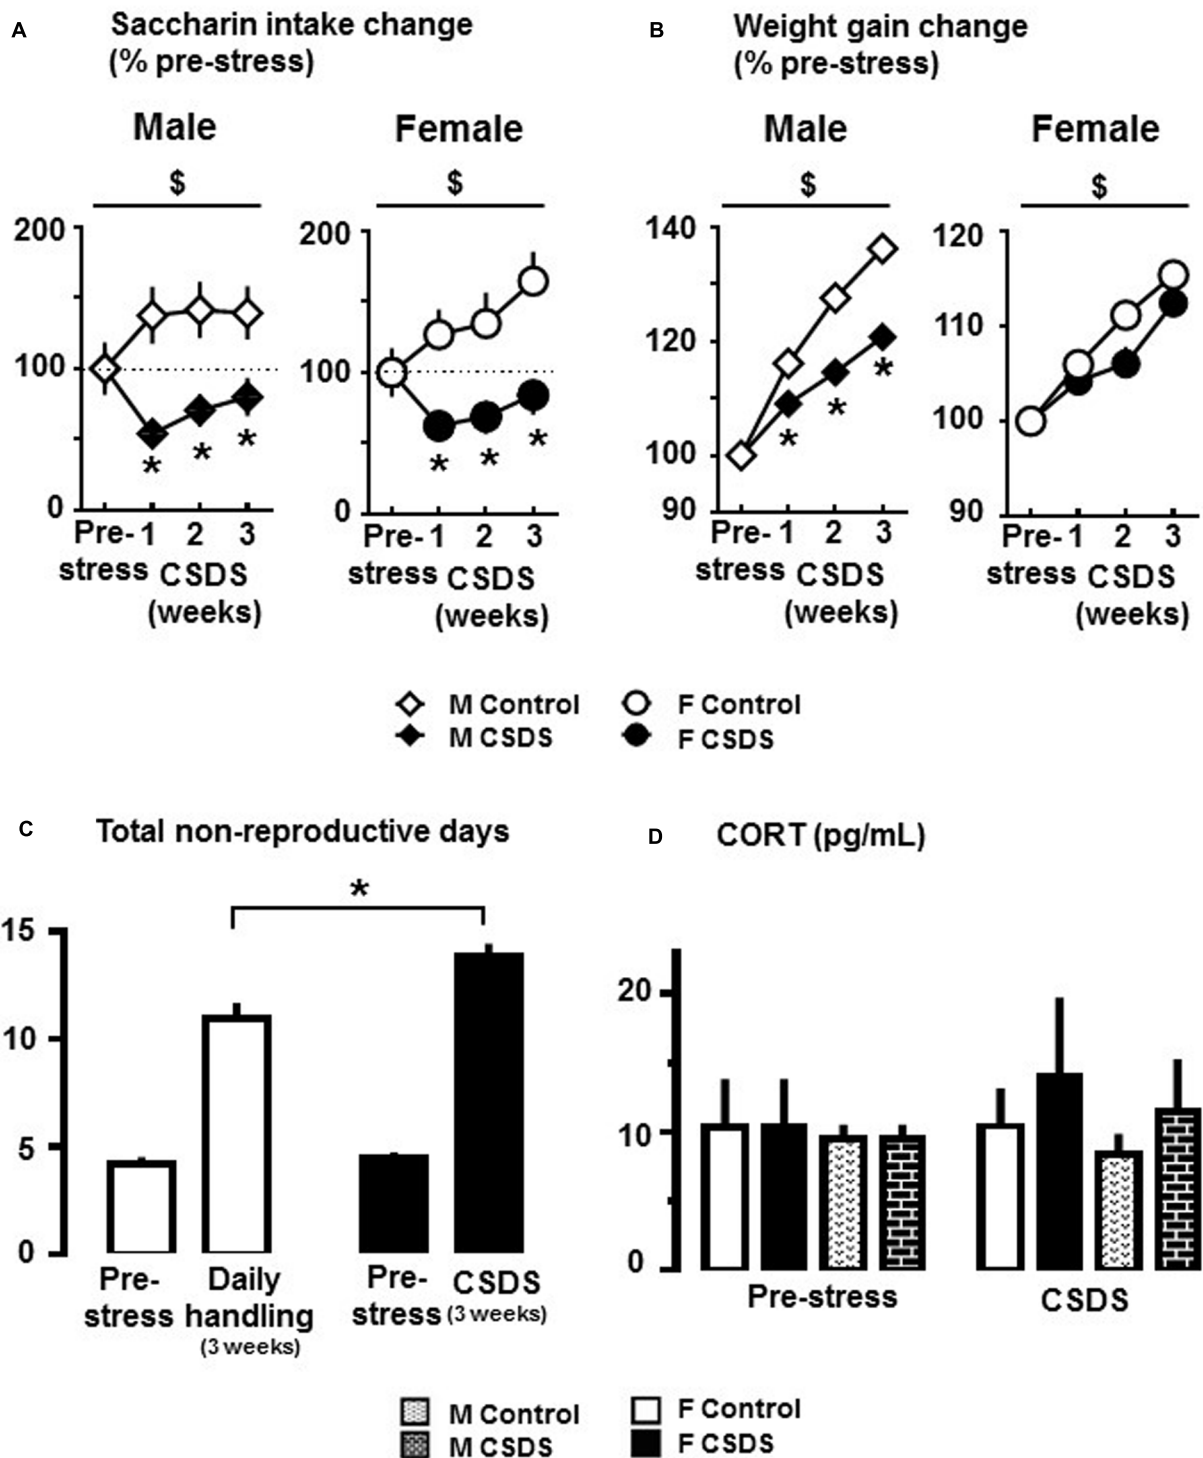 A
Saccharin intake change
(% pre-stress)
Male
Female
$
$
200
100
0
200
100
0
*
*
*
*
*
*
Pre- 1 2 3
stress CSDS
(weeks)
Pre- 1 2 3
stress CSDS
(weeks)
B
Weight gain change
(% pre-stress)
Male
Female
$
$
140
120
100
90
120
110
100
90
*
*
*
Pre- 1 2 3
stress CSDS
(weeks)
Pre- 1 2 3
stress CSDS
(weeks)
M Control
F Control
M CSDS
F CSDS
C
Total non-reproductive days
*
15
10
5
0
Pre-
stress
Daily
handling
(3 weeks)
Pre-
stress
CSDS
(3 weeks)
D
CORT (pg/mL)
20
10
0
Pre-stress
CSDS
M Control
F Control
M CSDS
F CSDS